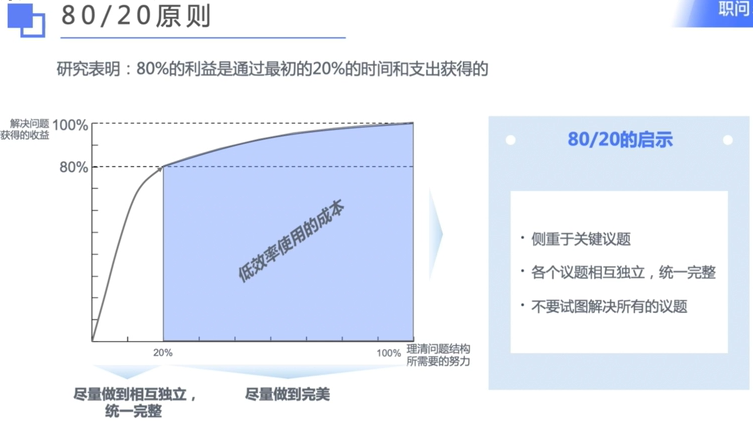 80/20原则
职问
研究表明：80%的利益是通过最初的20%的时间和支出获得的
解决问题
获得的收益
100%
80%
低效率使用的成本
20%
100%
理清问题结构
所需要的努力
尽量做到相互独立，
统一完整
尽量做到完美
80/20的启示
· 侧重于关键议题
· 各个议题相互独立，统一完整
· 不要试图解决所有的议题